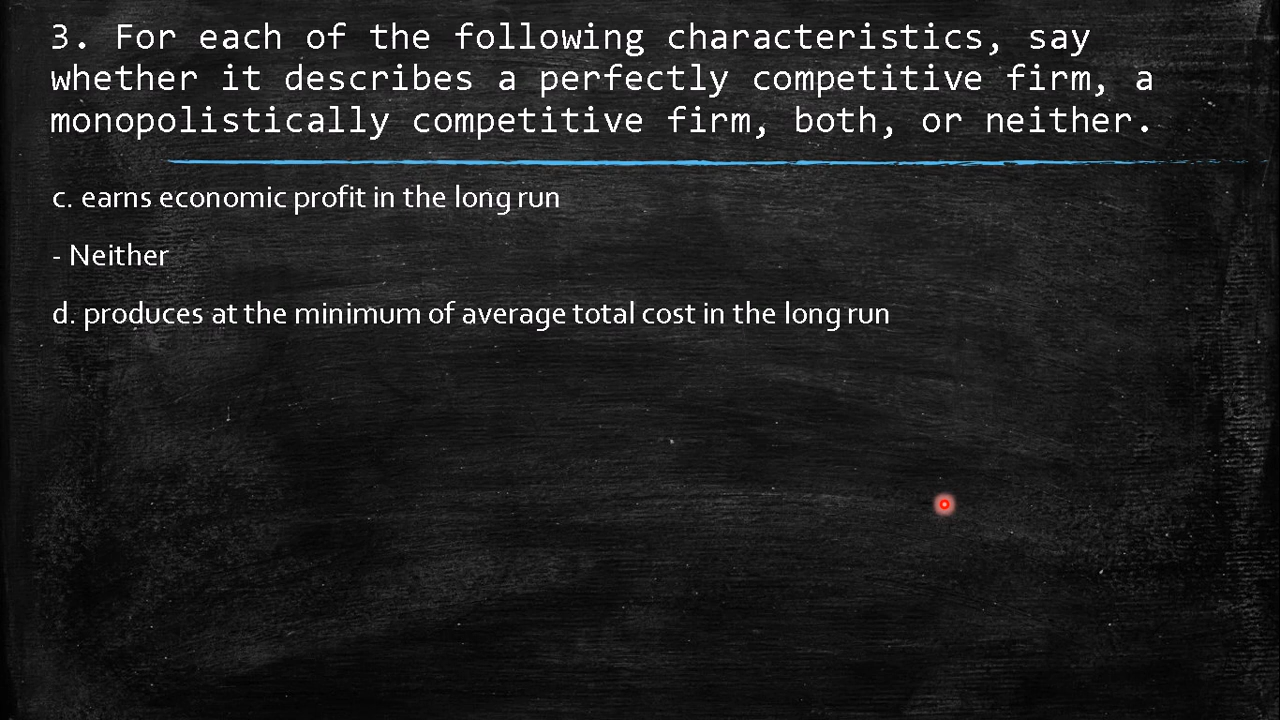 3. For each of the following characteristics, say
whether it describes a perfectly competitive firm, a
monopolistically competitive firm, both, or neither.
c. earns economic profit in the long run
- Neither
d. produces at the minimum of average total cost in the long run